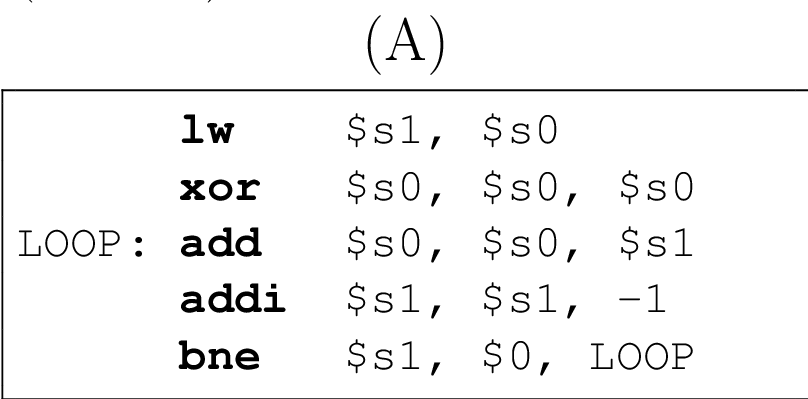 (A)
lw $s1, $s0
xor $s0, $s0, $s0
LOOP: add $s0, $s0, $s1
addi $s1, $s1, -1
bne $s1, $0, LOOP